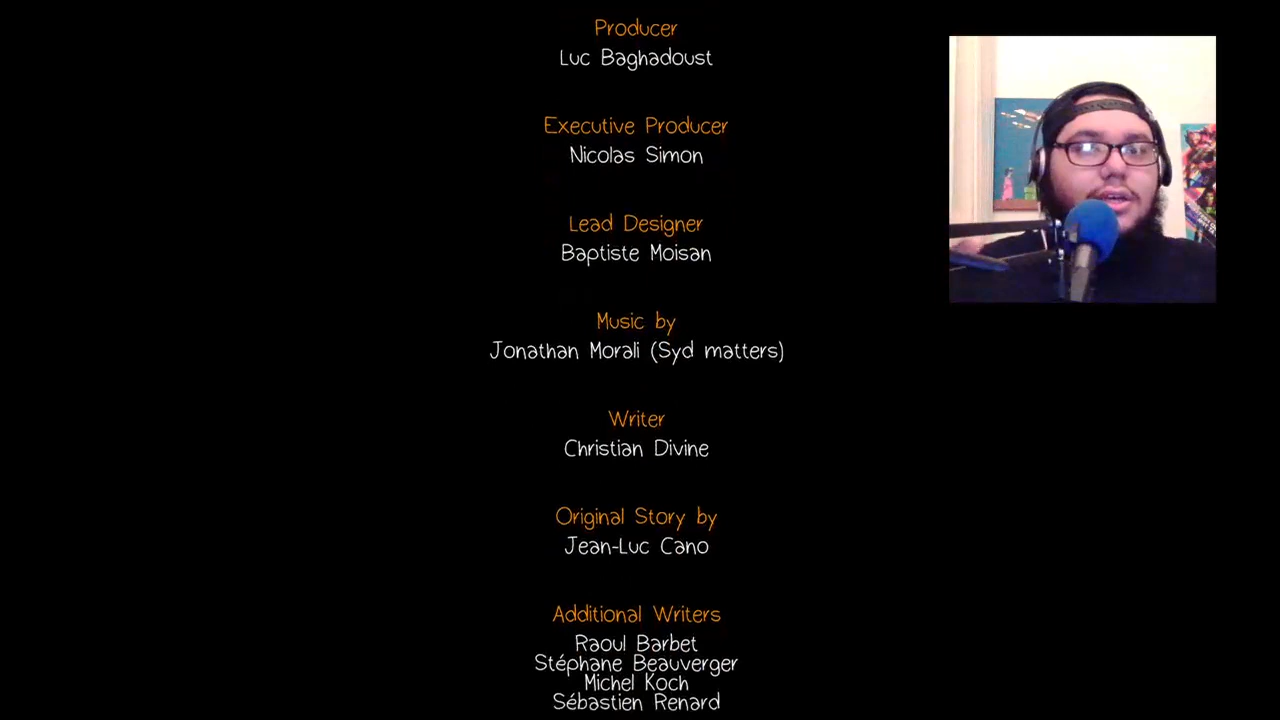 Producer
Luc Baghadoust
Executive Producer
Nicolas Simon
Lead Designer
Baptiste Moisan
Music by
Jonathan Morali (Syd matters)
Writer
Christian Divine
Original Story by
Jean-Luc Cano
Additional Writers
Raoul Barbet
Stéphane Beauverger
Michel Koch
Sébastien Renard